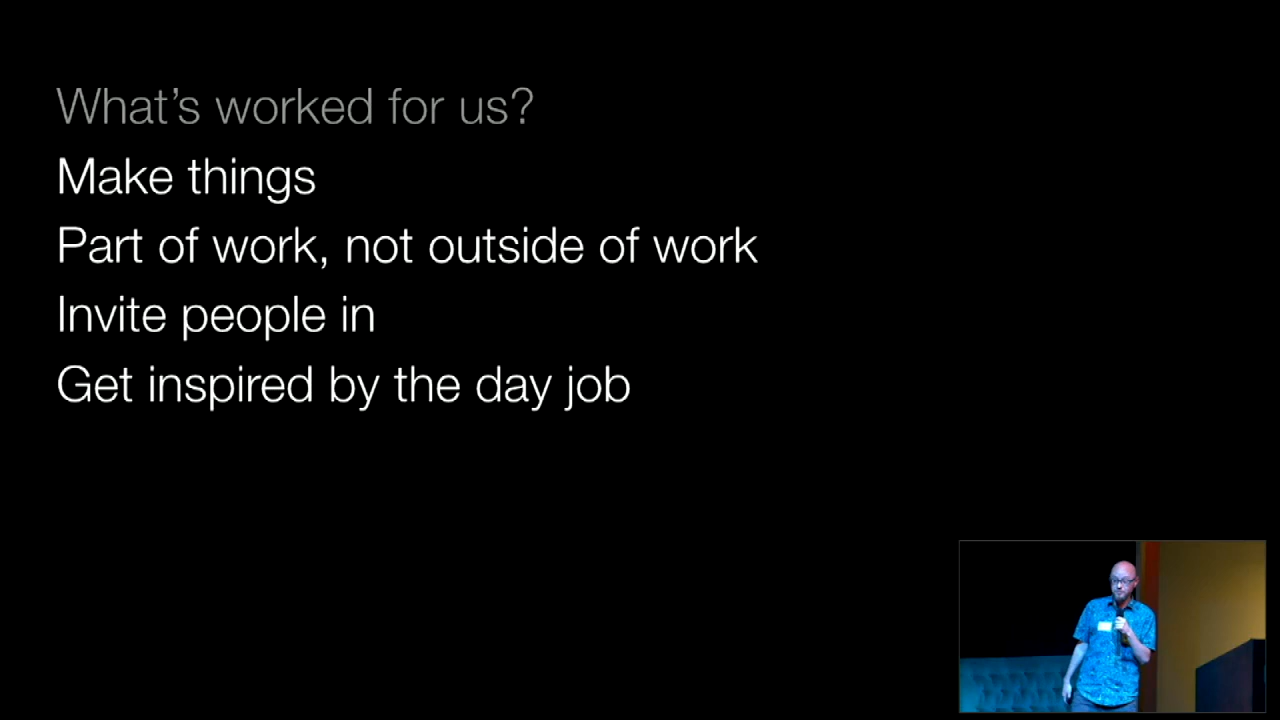 What’s worked for us?
Make things
Part of work, not outside of work
Invite people in
Get inspired by the day job